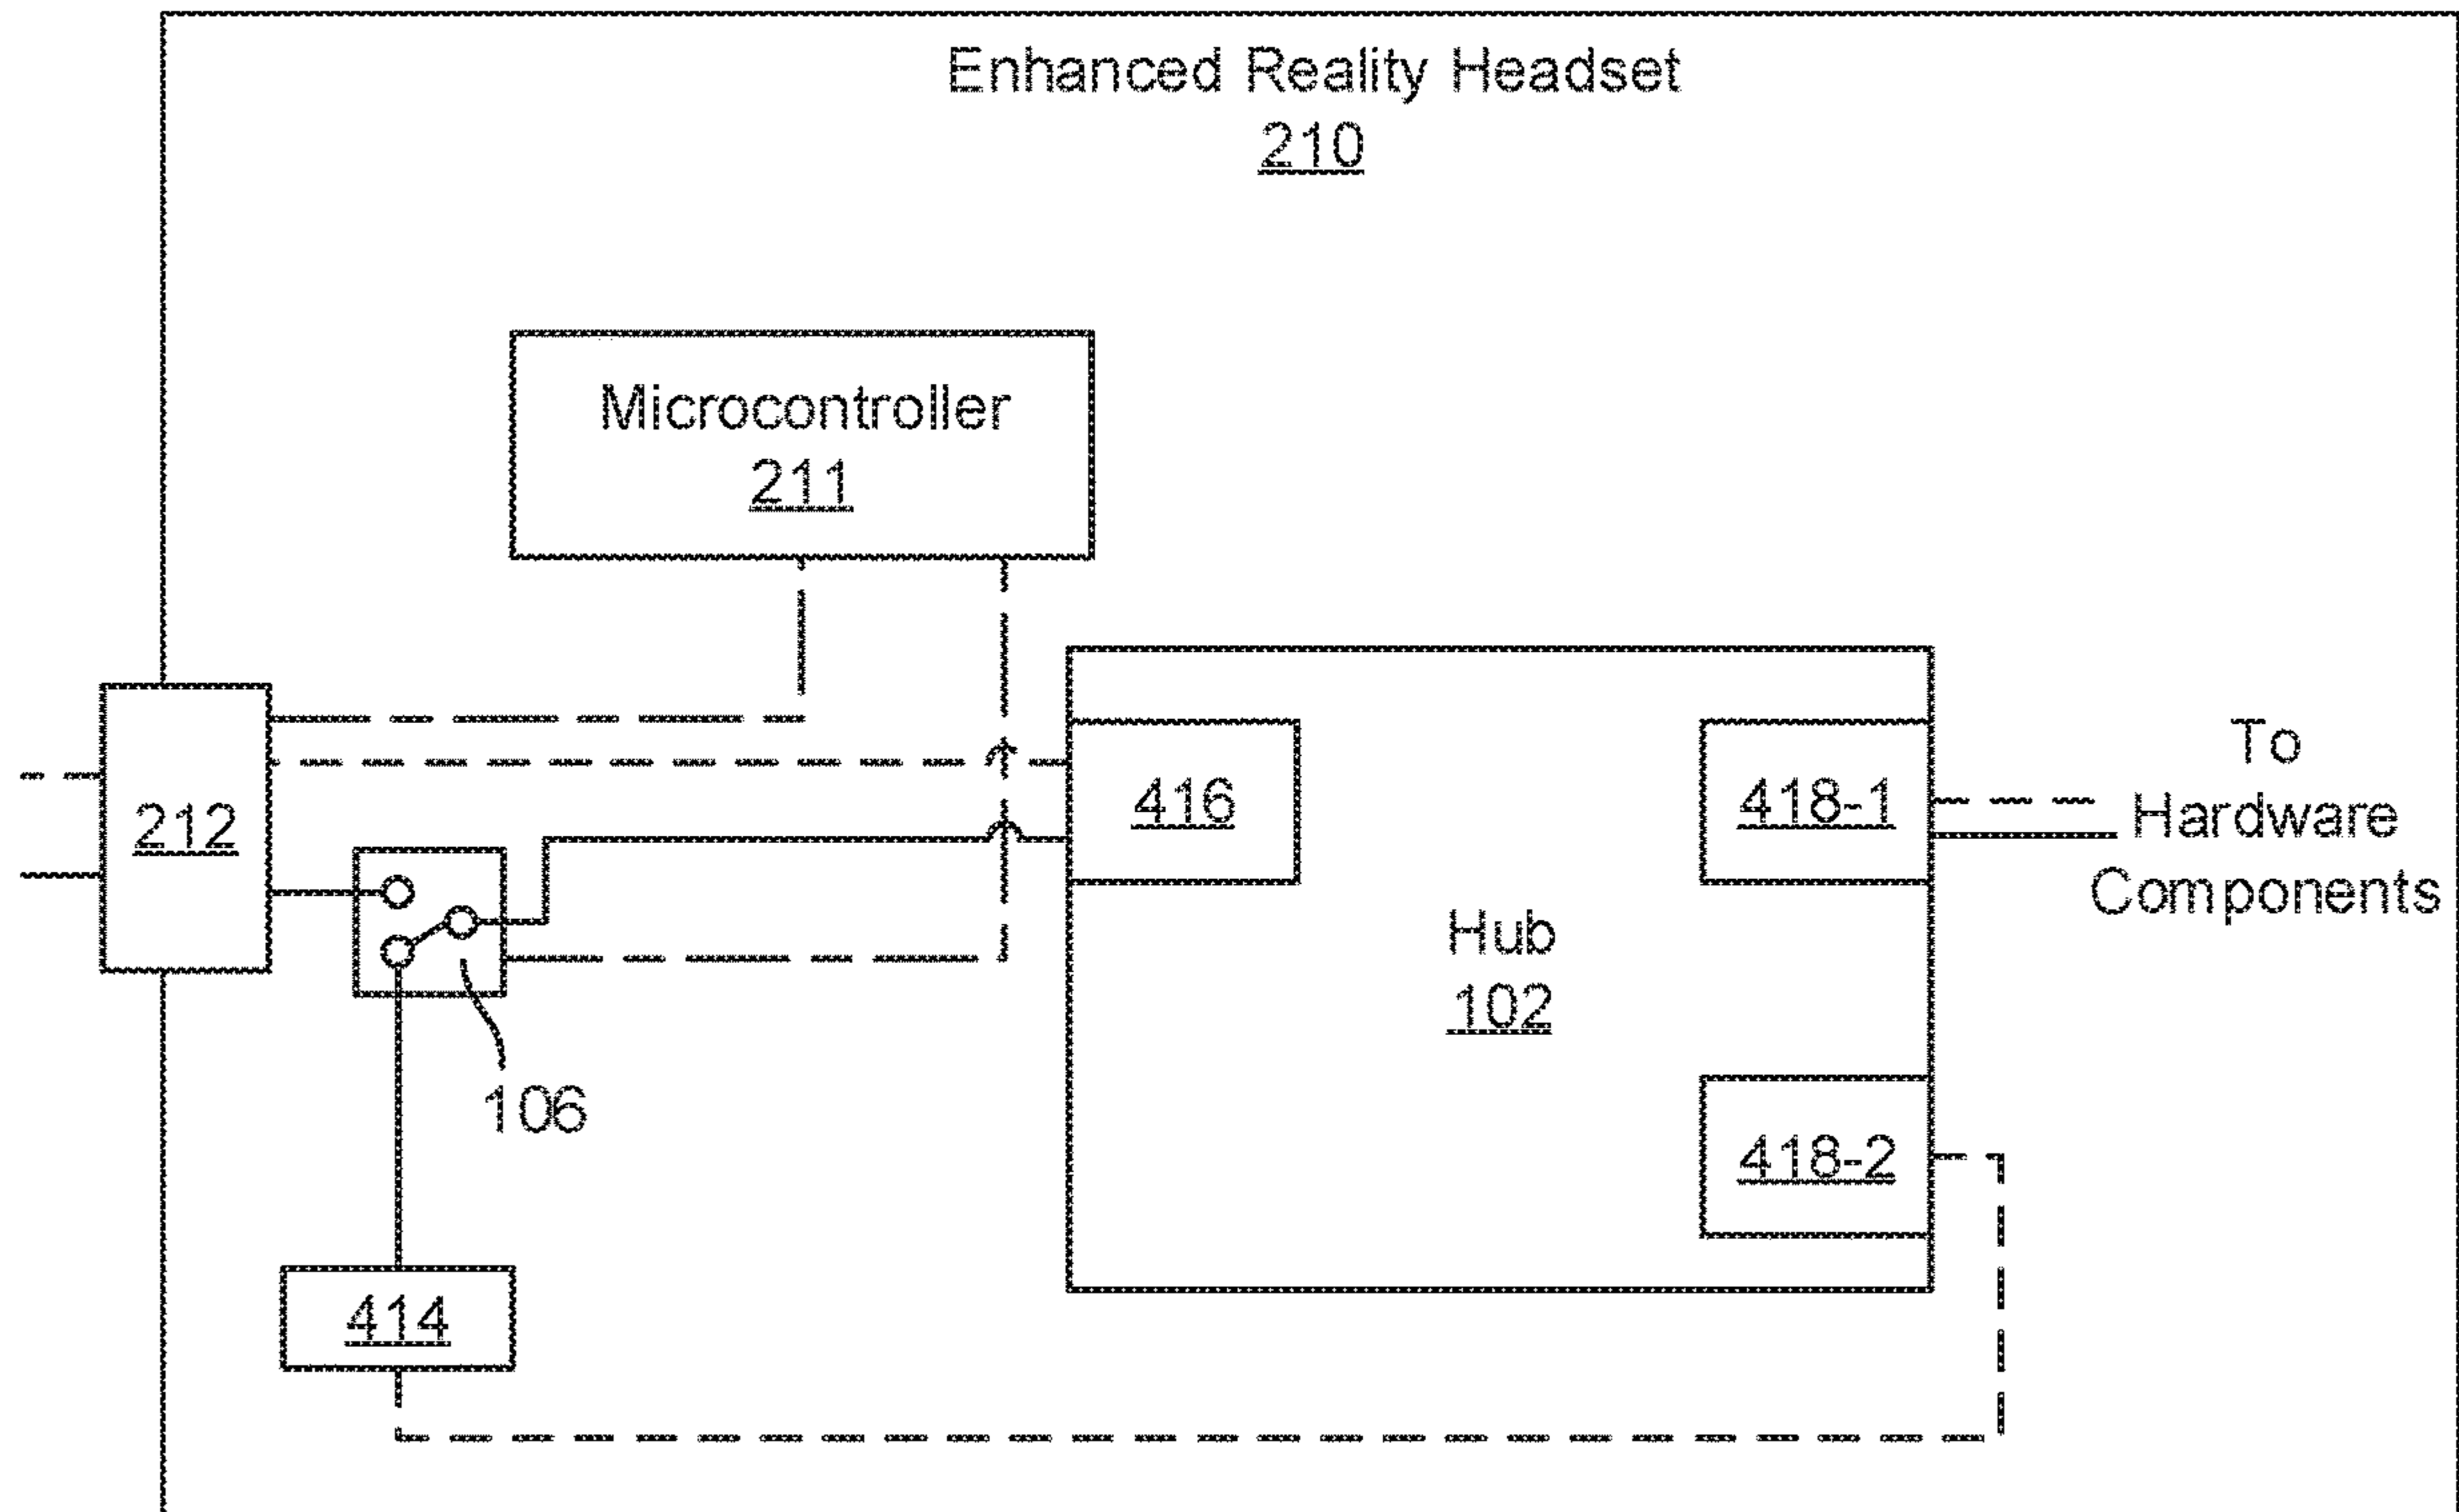 Enhanced Reality Headset
210
Microcontroller
211
212
416
418-1
To
Hardware
Components
Hub
102
106
418-2
414